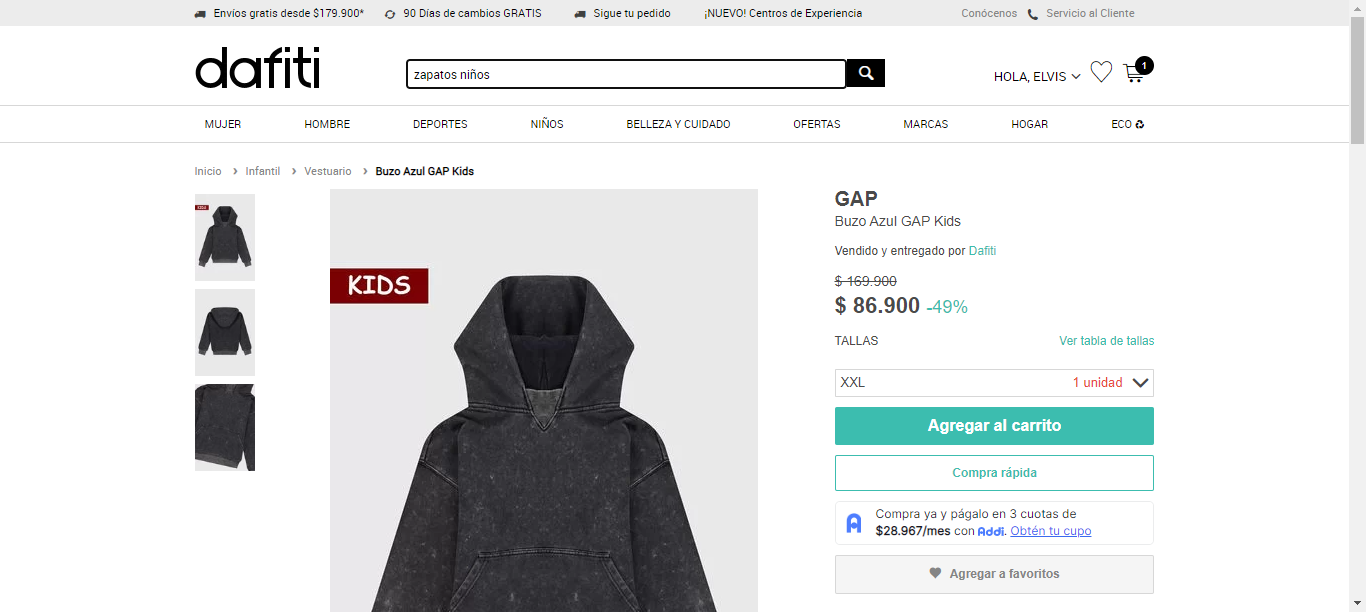 Envíos gratis desde $179.900* 90 Días de cambios GRATIS Sigue tu pedido ¡NUEVO! Centros de Experiencia Conócenos Servicio al Cliente
dafiti
zapatos niños
HOLA, ELVIS
1
MUJER HOMBRE DEPORTES NIÑOS BELLEZA Y CUIDADO OFERTAS MARCAS HOGAR ECO
Inicio > Infantil > Vestuario > Buzo Azul GAP Kids
KIDS
KIDS
GAP
Buzo Azul GAP Kids
Vendido y entregado por Dafiti
$ 169.900
$ 86.900 -49%
TALLAS Ver tabla de tallas
XXL 1 unidad
Agregar al carrito
Compra rápida
Compra ya y págalo en 3 cuotas de
$28.967/mes con Addi. Obtén tu cupo
Agregar a favoritos